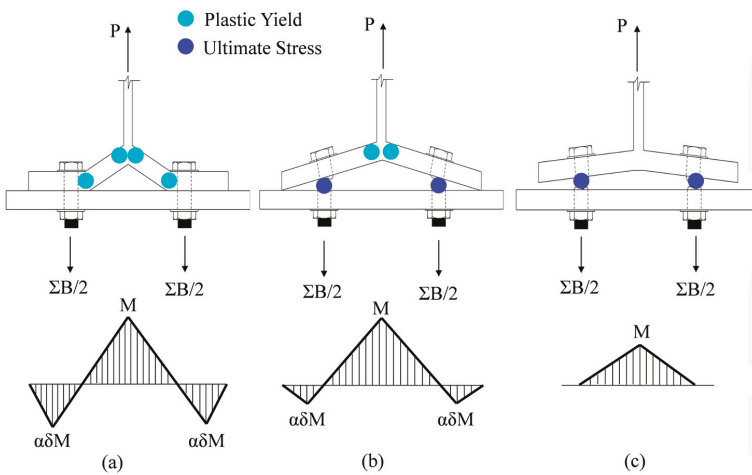 P
Plastic Yield
Ultimate Stress
P
P
ΣB/2
ΣB/2
ΣB/2
ΣB/2
ΣB/2
ΣB/2
M
M
M
αδM
αδM
αδM
αδM
(a)
(b)
(c)